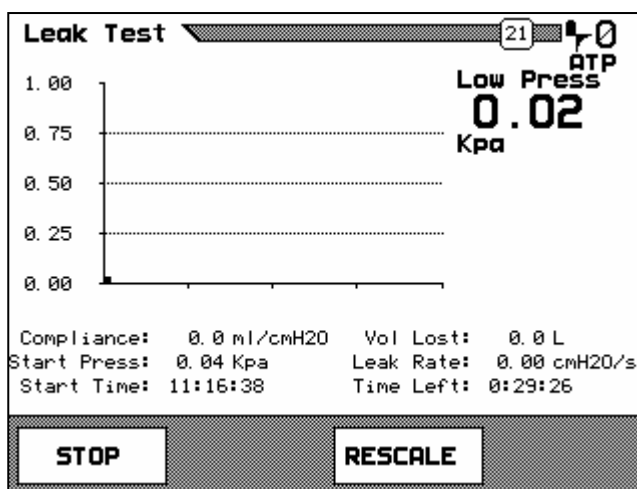 Leak Test 21 0
ATP
Low Press
0.02
Kpa
1.00
0.75
0.50
0.25
0.00
Compliance: 0.0 ml/cmH2O Vol Lost: 0.0 L
Start Press: 0.04 Kpa Leak Rate: 0.00 cmH2O/s
Start Time: 11:16:38 Time Left: 0:29:26
STOP RESCALE